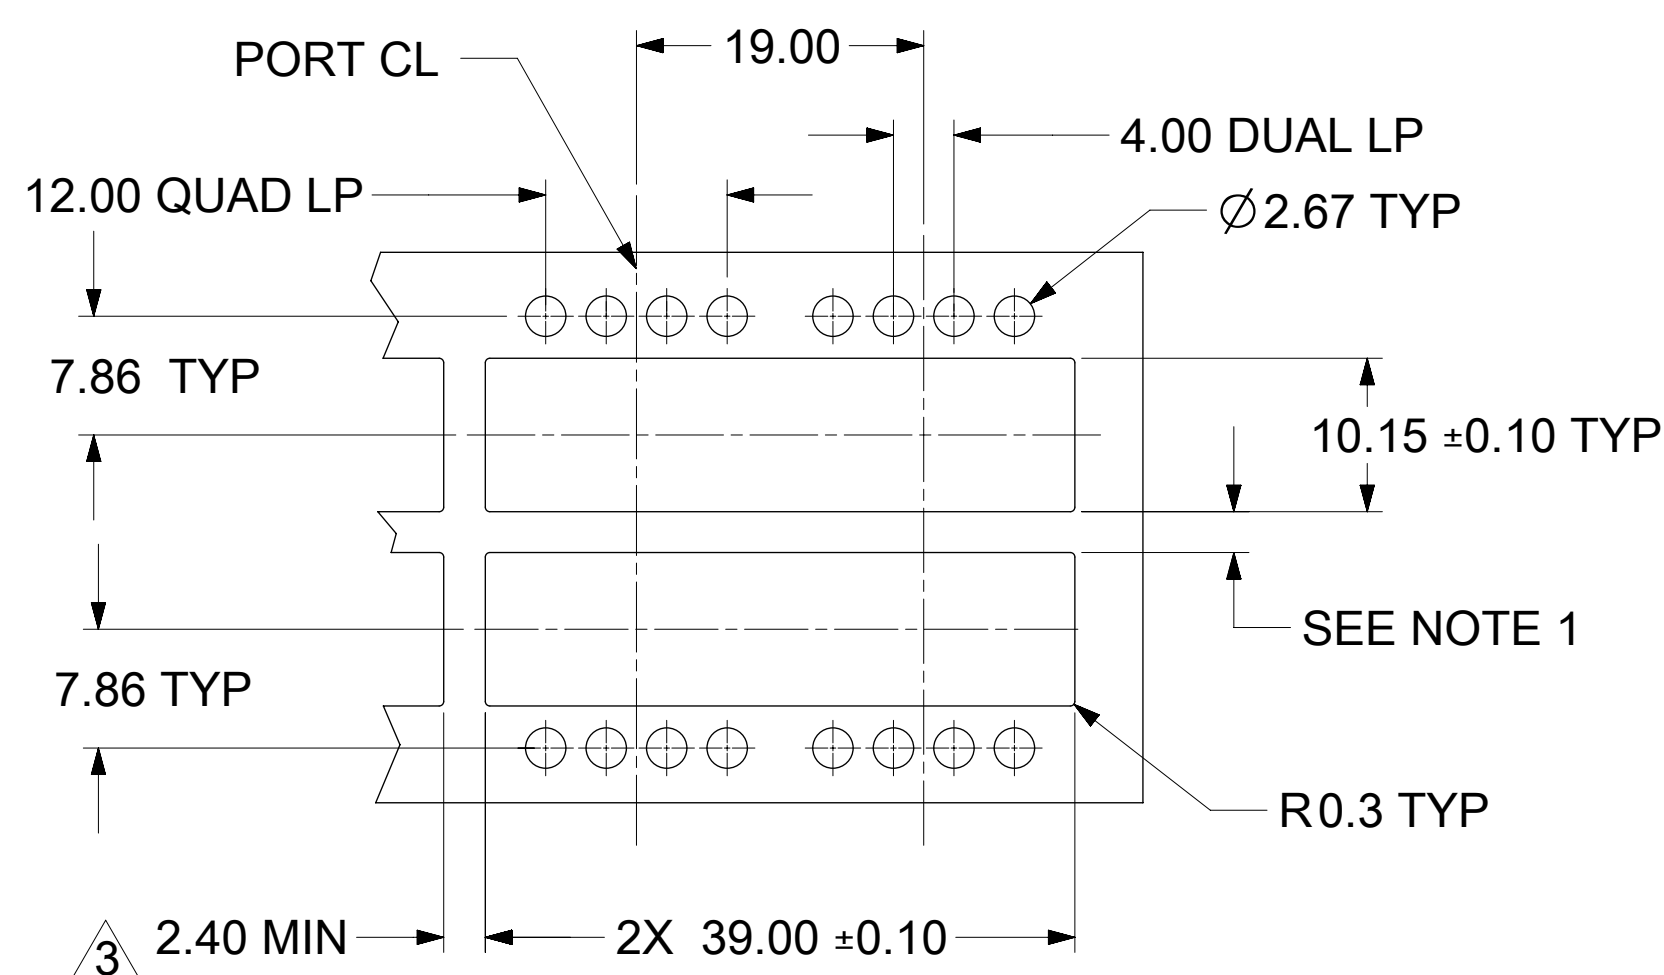 PORT CL
19.00
4.00 DUAL LP
12.00 QUAD LP
∅2.67 TYP
7.86 TYP
10.15 ±0.10 TYP
SEE NOTE 1
7.86 TYP
R0.3 TYP
3
2.40 MIN
2X 39.00 ±0.10